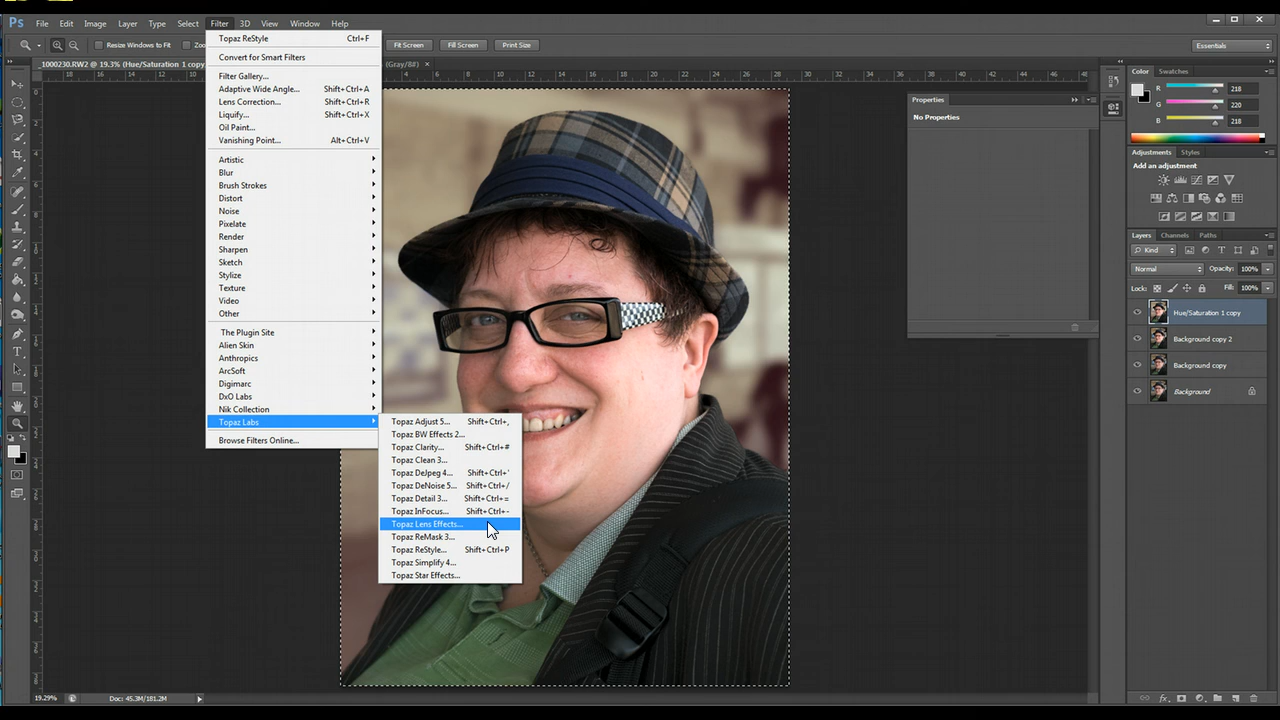 Ps File Edit Image Layer Type Select Filter 3D View Window Help
Resize Windows to Fit Fit Screen Fill Screen Print Size Essentials
_1000230.RW2 @ 19.3% (Hue/Saturation 1 copy (Gray/8#) ×
Topaz ReStyle Ctrl+F
Convert for Smart Filters
Filter Gallery...
Adaptive Wide Angle... Shift+Ctrl+A
Lens Correction... Shift+Ctrl+R
Liquify... Shift+Ctrl+X
Oil Paint...
Vanishing Point... Alt+Ctrl+V
Artistic
Blur
Brush Strokes
Distort
Noise
Pixelate
Render
Sharpen
Sketch
Stylize
Texture
Video
Other
The Plugin Site
Alien Skin
Anthropics
ArcSoft
Digimarc
DxO Labs
Nik Collection
Topaz Labs
Browse Filters Online...
Topaz Adjust 5... Shift+Ctrl+,
Topaz BW Effects 2...
Topaz Clarity... Shift+Ctrl+#
Topaz Clean 3...
Topaz DeJpeg 4... Shift+Ctrl+'
Topaz DeNoise 5... Shift+Ctrl+/
Topaz Detail 3... Shift+Ctrl+=
Topaz InFocus... Shift+Ctrl+-
Topaz Lens Effects...
Topaz ReMask 3...
Topaz ReStyle... Shift+Ctrl+P
Topaz Simplify 4...
Topaz Star Effects...
Properties
No Properties
Color Swatches
R 218
G 220
B 218
Adjustments Styles
Add an adjustment
Layers Channels Paths
Kind
Normal Opacity: 100%
Lock: Fill: 100%
Hue/Saturation 1 copy
Background copy 2
Background copy
Background
19.29% Doc: 45.3M/181.2M